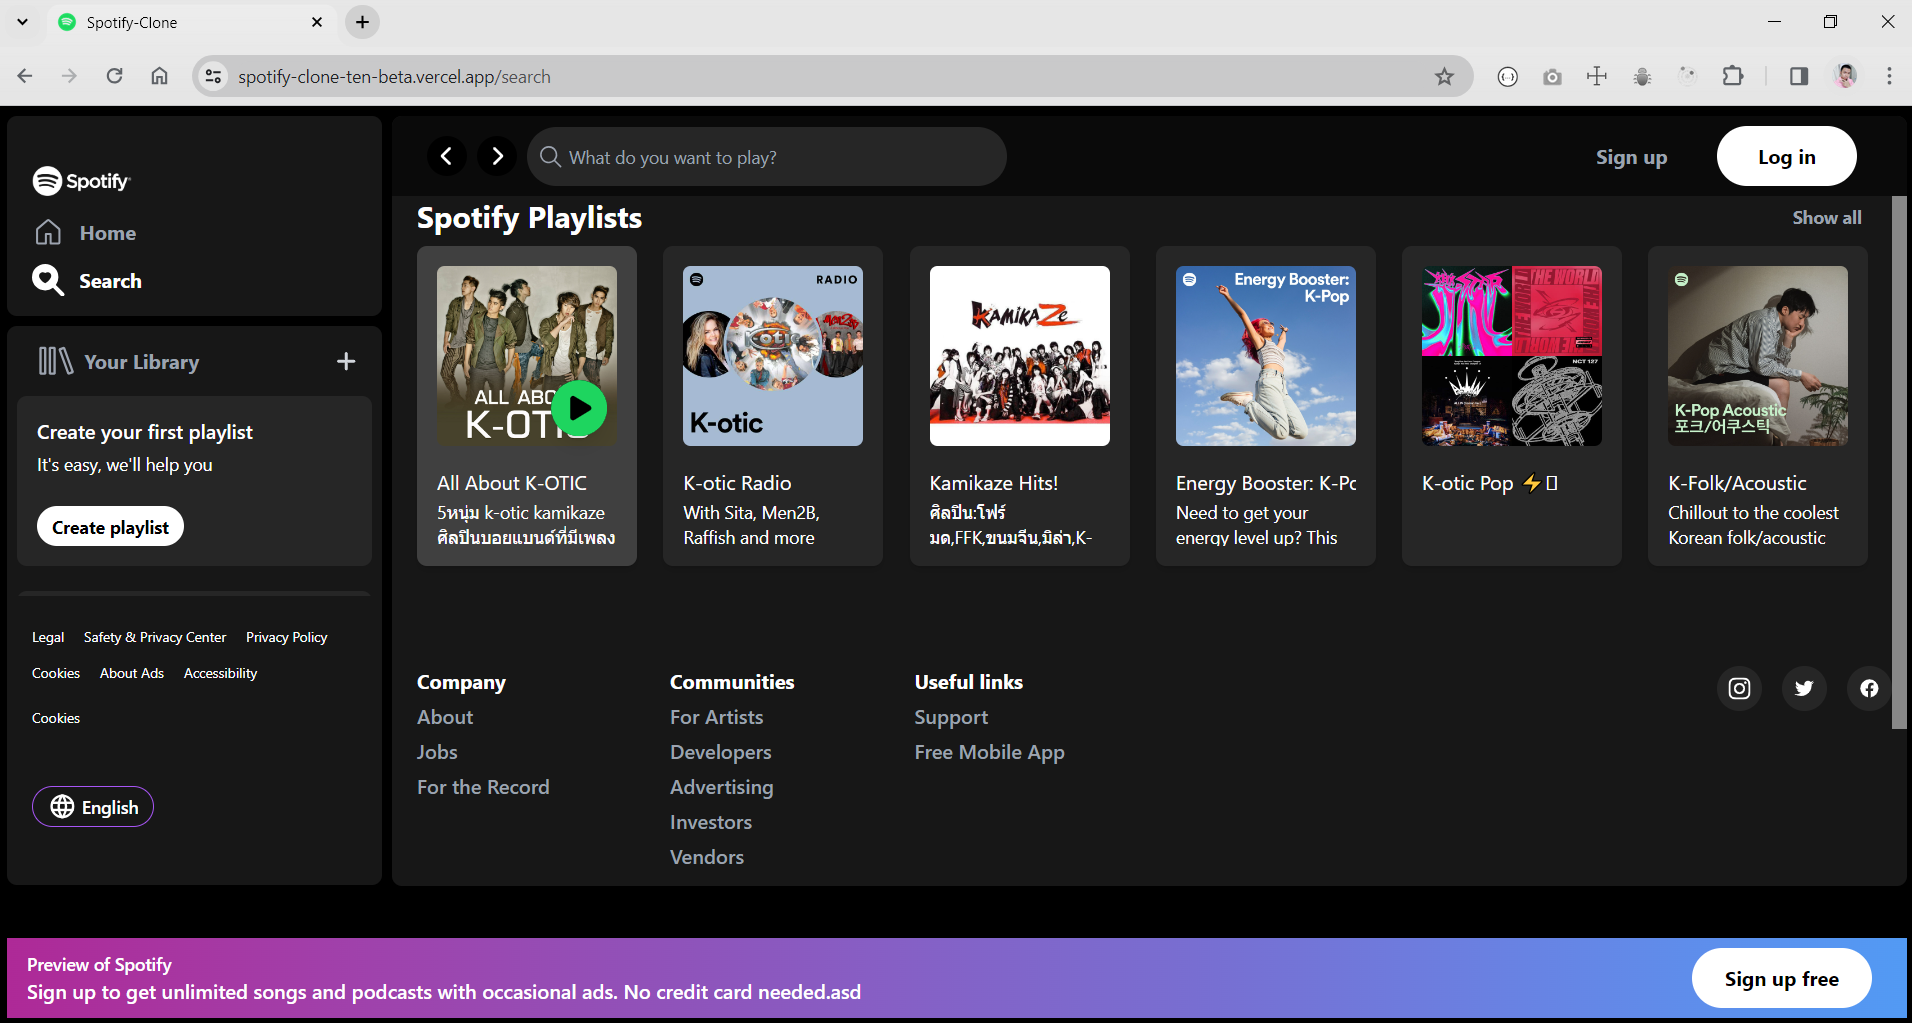 Spotify-Clone
spotify-clone-ten-beta.vercel.app/search
Spotify
Home
Search
Your Library
Create your first playlist
It's easy, we'll help you
Create playlist
Legal Safety & Privacy Center Privacy Policy
Cookies About Ads Accessibility
Cookies
English
What do you want to play?
Sign up
Log in
Spotify Playlists
Show all
ALL ABO
K-OTIC
All About K-OTIC
5หนุ่ม k-otic kamikaze
ศิลปินบอยแบนด์ที่มีเพลง
RADIO
K-otic
K-otic Radio
With Sita, Men2B,
Raffish and more
KamikaZe
Kamikaze Hits!
ศิลปิน:โฟร์
มด,FFK,ขนมจีน,มิล่า,K-
Energy Booster:
K-Pop
Energy Booster: K-Pc
Need to get your
energy level up? This
THE WORLD
NCT 127
K-otic Pop ⚡
K-Pop Acoustic
포크/어쿠스틱
K-Folk/Acoustic
Chillout to the coolest
Korean folk/acoustic
Company
About
Jobs
For the Record
Communities
For Artists
Developers
Advertising
Investors
Vendors
Useful links
Support
Free Mobile App
Preview of Spotify
Sign up to get unlimited songs and podcasts with occasional ads. No credit card needed.asd
Sign up free